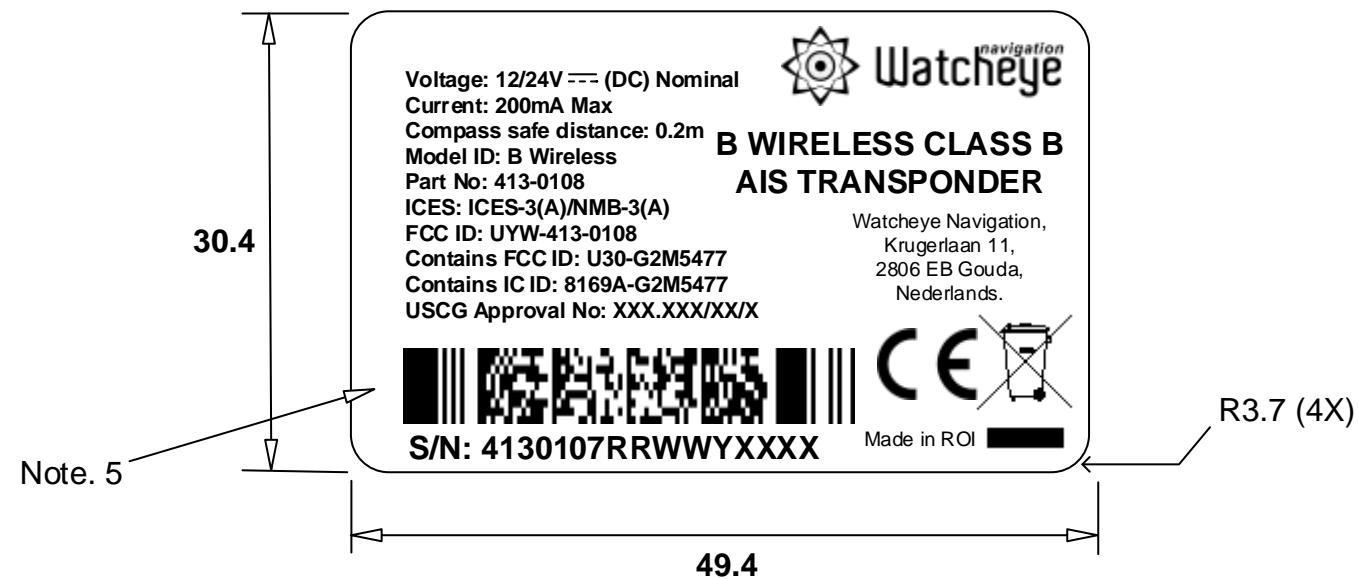 Voltage: 12/24V (DC) Nominal
Current: 200mA Max
Compass safe distance: 0.2m
Model ID: B Wireless
Part No: 413-0108
ICES: ICES-3(A)/NMB-3(A)
FCC ID: UYW-413-0108
Contains FCC ID: U30-G2M5477
Contains IC ID: 8169A-G2M5477
USCG Approval No: XXX.XXX/XX/X
S/N: 4130107RRWWYXXXX
navigation
Watcheye
B WIRELESS CLASS B
AIS TRANSPONDER
Watcheye Navigation,
Krugerlaan 11,
2806 EB Gouda,
Nederlands.
CE
Made in ROI
30.4
Note. 5
R3.7 (4X)
49.4